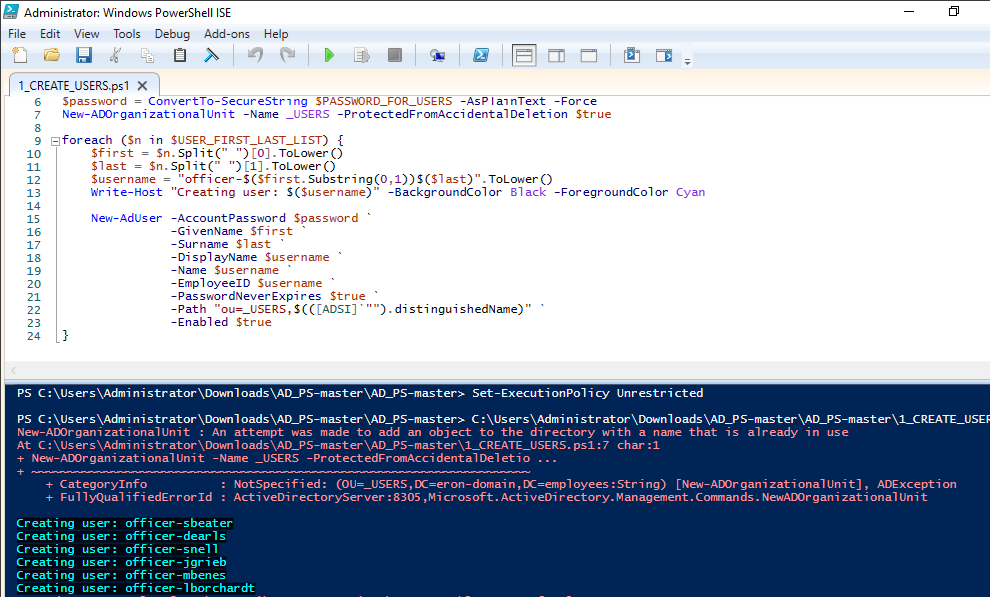 Administrator: Windows PowerShell ISE
File Edit View Tools Debug Add-ons Help
1_CREATE_USERS.ps1
6 $password = ConvertTo-SecureString $PASSWORD_FOR_USERS -AsPlainText -Force
7 New-ADOrganizationalUnit -Name _USERS -ProtectedFromAccidentalDeletion $true
8
9 foreach ($n in $USER_FIRST_LAST_LIST) {
10 $first = $n.Split(" ")[0].ToLower()
11 $last = $n.Split(" ")[1].ToLower()
12 $username = "officer-$($first.Substring(0,1))$($last)".ToLower()
13 Write-Host "Creating user: $($username)" -BackgroundColor Black -ForegroundColor Cyan
14
15 New-AdUser -AccountPassword $password `
16 -GivenName $first `
17 -Surname $last `
18 -DisplayName $username `
19 -Name $username `
20 -EmployeeID $username `
21 -PasswordNeverExpires $true `
22 -Path "ou=_USERS,$(([ADSI]`"").distinguishedName)" `
23 -Enabled $true
24 }
PS C:\Users\Administrator\Downloads\AD_PS-master\AD_PS-master> Set-ExecutionPolicy Unrestricted
PS C:\Users\Administrator\Downloads\AD_PS-master\AD_PS-master> C:\Users\Administrator\Downloads\AD_PS-master\AD_PS-master\1_CREATE_USER
New-ADOrganizationalUnit : An attempt was made to add an object to the directory with a name that is already in use
At C:\Users\Administrator\Downloads\AD_PS-master\AD_PS-master\1_CREATE_USERS.ps1:7 char:1
+ New-ADOrganizationalUnit -Name _USERS -ProtectedFromAccidentalDeletio ...
+ ~~~~~~~~~~~~~~~~~~~~~~~~~~~~~~~~~~~~~~~~~~~~~~~~~~~~~~~~~~~~~~~~~~~~~
+ CategoryInfo : NotSpecified: (OU=_USERS,DC=eron-domain,DC=employees:String) [New-ADOrganizationalUnit], ADException
+ FullyQualifiedErrorId : ActiveDirectoryServer:8305,Microsoft.ActiveDirectory.Management.Commands.NewADOrganizationalUnit
Creating user: officer-sbeater
Creating user: officer-dearls
Creating user: officer-snell
Creating user: officer-jgrieb
Creating user: officer-mbenes
Creating user: officer-lborchardt